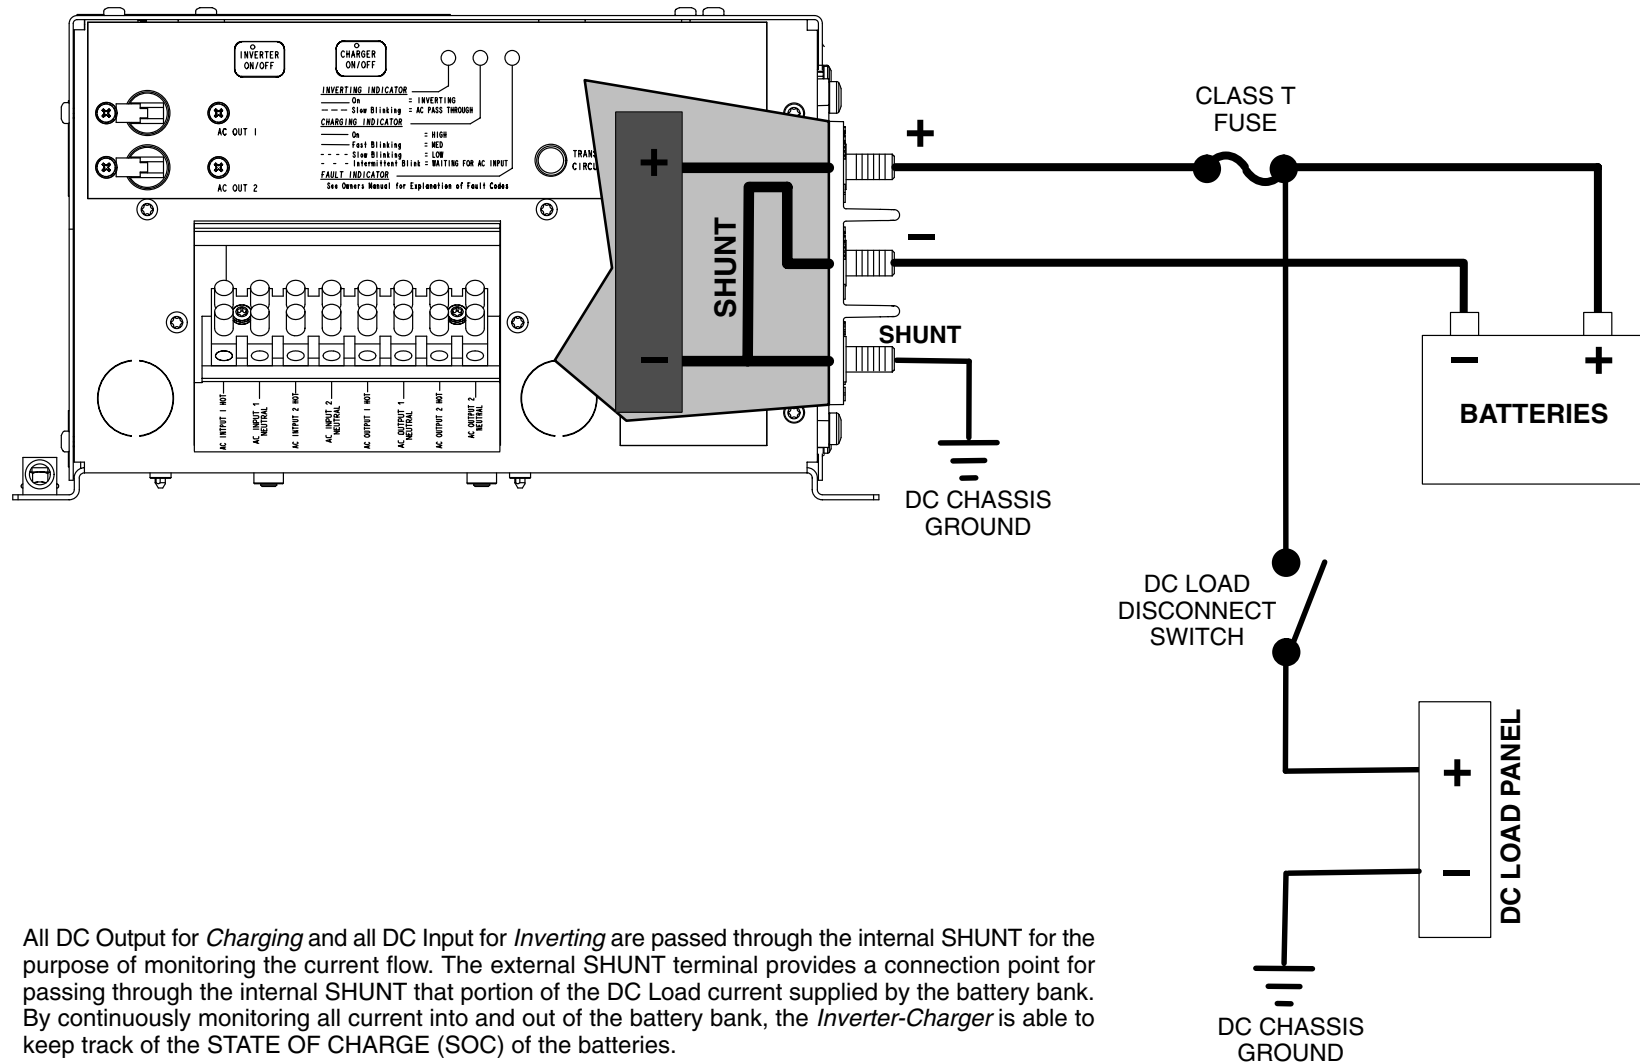 INVERTER
ON/OFF
CHARGER
ON/OFF
INVERTING INDICATOR
On = INVERTING
Slow Blinking = AC PASS THROUGH
CHARGING INDICATOR
On = HIGH
Fast Blinking = MED
Slow Blinking = LOW
Intermittent Blink = WAITING FOR AC INPUT
FAULT INDICATOR
See Owners Manual for Explanation of Fault Codes
AC OUT 1
AC OUT 2
TRANS
CIRCU
+
−
SHUNT
+
−
SHUNT
CLASS T
FUSE
− +
BATTERIES
DC CHASSIS
GROUND
AC INTPUT 1 HOT
AC INPUT 1
NEUTRAL
AC INTPUT 2 HOT
AC INPUT 2
NEUTRAL
AC OUTPUT 1 HOT
AC OUTPUT 1
NEUTRAL
AC OUTPUT 2 HOT
AC OUTPUT 2
NEUTRAL
DC LOAD
DISCONNECT
SWITCH
+
−
DC LOAD PANEL
DC CHASSIS
GROUND
All DC Output for Charging and all DC Input for Inverting are passed through the internal SHUNT for the
purpose of monitoring the current flow. The external SHUNT terminal provides a connection point for
passing through the internal SHUNT that portion of the DC Load current supplied by the battery bank.
By continuously monitoring all current into and out of the battery bank, the Inverter-Charger is able to
keep track of the STATE OF CHARGE (SOC) of the batteries.